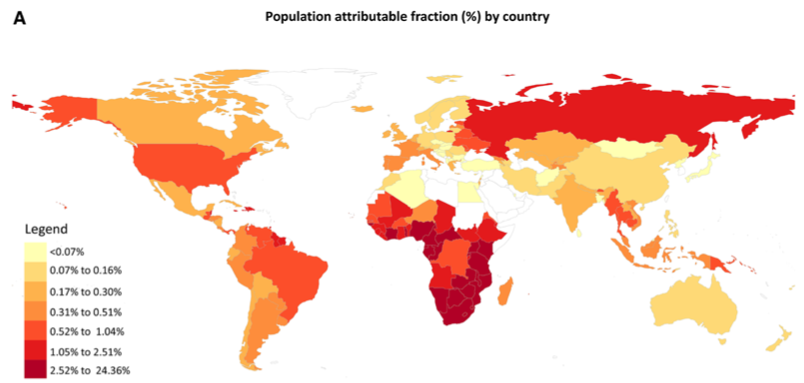 A
Population attributable fraction (%) by country
Legend
<0.07%
0.07% to 0.16%
0.17% to 0.30%
0.31% to 0.51%
0.52% to 1.04%
1.05% to 2.51%
2.52% to 24.36%